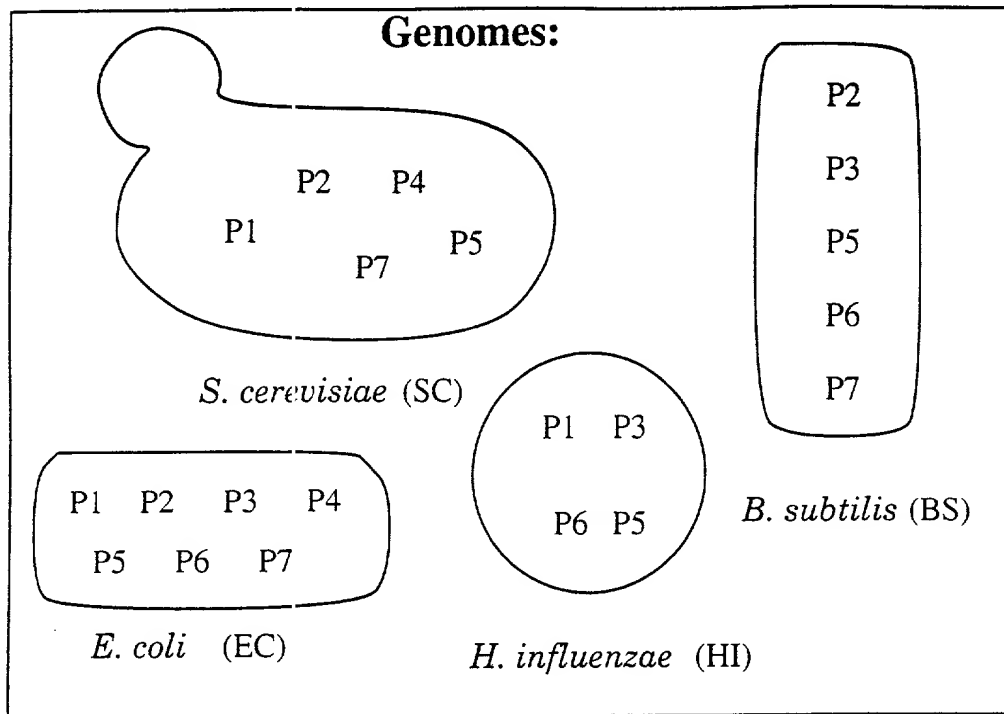 Genomes:
P2 P4
P1 P5
P7
S. cerevisiae (SC)
P2
P3
P5
P6
P7
B. subtilis (BS)
P1 P2 P3 P4
P5 P6 P7
E. coli (EC)
P1 P3
P6 P5
H. influenzae (HI)